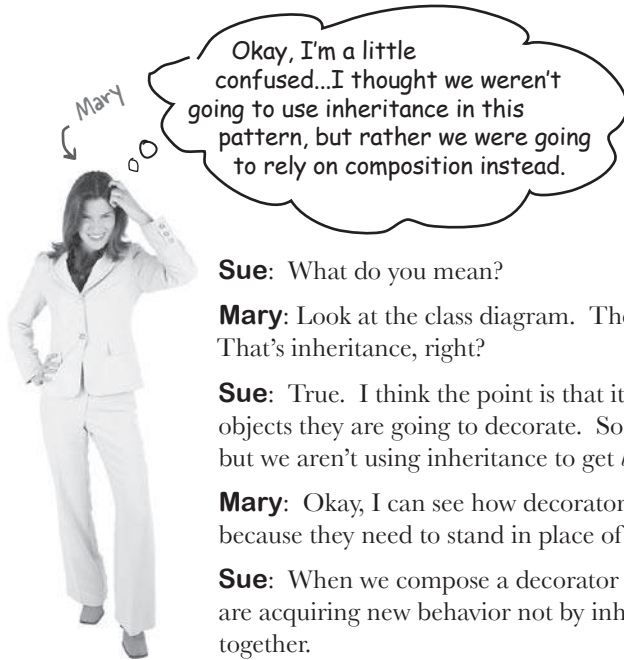 Okay, I'm a little
confused...I thought we weren't
going to use inheritance in this
pattern, but rather we were going
to rely on composition instead.
Mary
Sue: What do you mean?
Mary: Look at the class diagram. The
That's inheritance, right?
Sue: True. I think the point is that it
objects they are going to decorate. So
but we aren't using inheritance to get
Mary: Okay, I can see how decorator
because they need to stand in place of
Sue: When we compose a decorator
are acquiring new behavior not by inh
together.